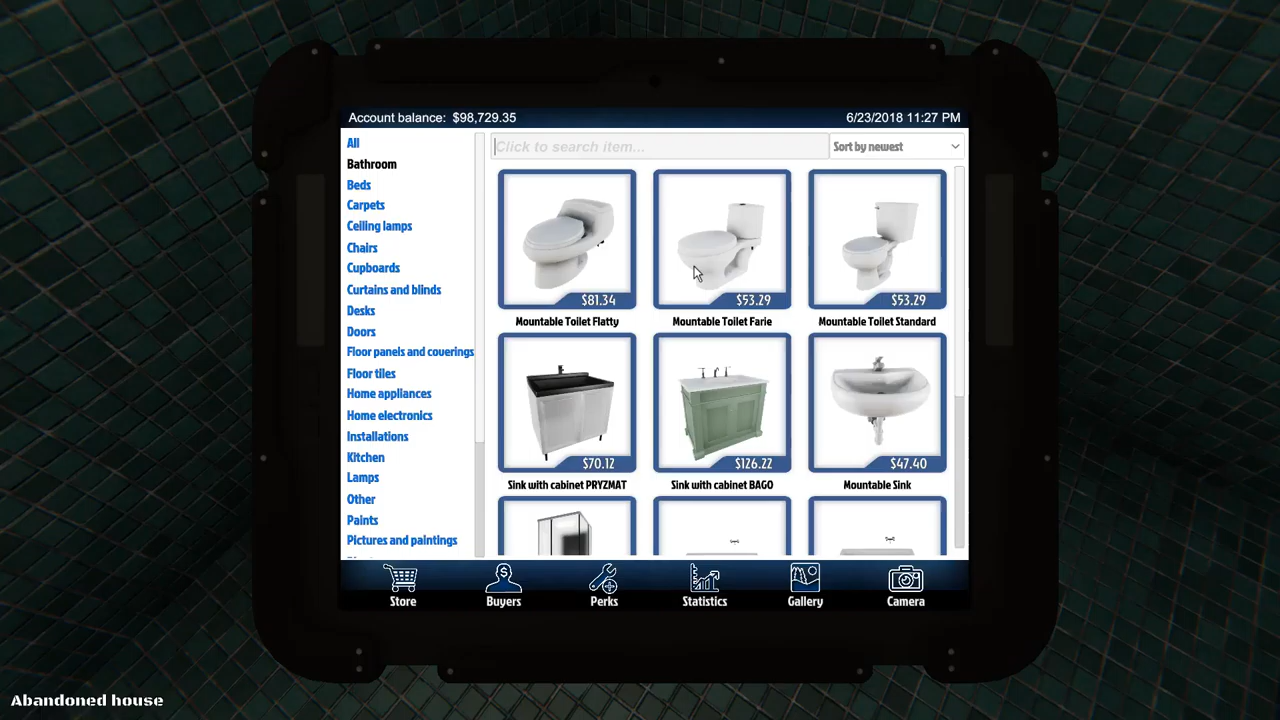 Account balance: $98,729.35
6/23/2018 11:27 PM
All
Bathroom
Beds
Carpets
Ceiling lamps
Chairs
Cupboards
Curtains and blinds
Desks
Doors
Floor panels and coverings
Floor tiles
Home appliances
Home electronics
Installations
Kitchen
Lamps
Other
Paints
Pictures and paintings
Click to search item...
Sort by newest
$81.34
$53.29
$53.29
Mountable Toilet Flatty
Mountable Toilet Farie
Mountable Toilet Standard
$70.12
$126.22
$47.40
Sink with cabinet PRYZMAT
Sink with cabinet BAGO
Mountable Sink
Store
Buyers
Perks
Statistics
Gallery
Camera
Abandoned house